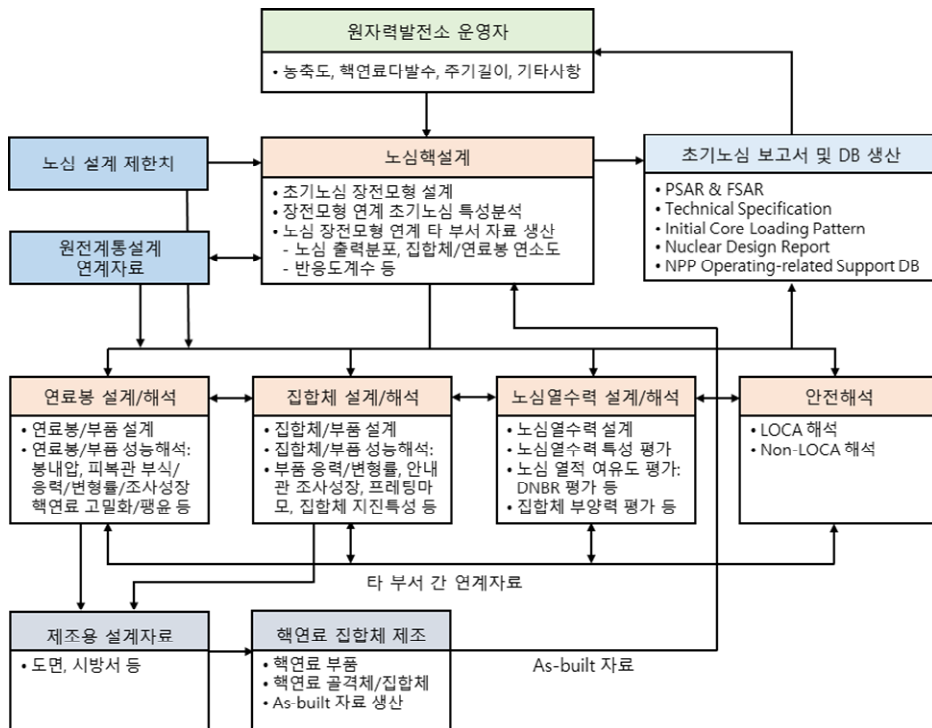 원자력발전소 운영자
• 농축도, 핵연료다발수, 주기길이, 기타사항
노심 설계 제한치
원전계통설계
연계자료
노심핵설계
• 초기노심 장전모형 설계
• 장전모형 연계 초기노심 특성분석
• 노심 장전모형 연계 타 부서 자료 생산
- 노심 출력분포, 집합체/연료봉 연소도
- 반응도계수 등
초기노심 보고서 및 DB 생산
• PSAR & FSAR
• Technical Specification
• Initial Core Loading Pattern
• Nuclear Design Report
• NPP Operating-related Support DB
연료봉 설계/해석
• 연료봉/부품 설계
• 연료봉/부품 성능해석:
봉내압, 피복관 부식/
응력/변형률/조사성장
핵연료 고밀화/팽윤 등
집합체 설계/해석
• 집합체/부품 설계
• 집합체/부품 성능해석:
부품 응력/변형률, 안내
관 조사성장, 프레팅마
모, 집합체 지진특성 등
노심열수력 설계/해석
• 노심열수력 설계
• 노심열수력 특성 평가
• 노심 열적 여유도 평가:
DNBR 평가 등
• 집합체 부양력 평가 등
안전해석
• LOCA 해석
• Non-LOCA 해석
타 부서 간 연계자료
제조용 설계자료
• 도면, 시방서 등
핵연료 집합체 제조
• 핵연료 부품
• 핵연료 골격체/집합체
• As-built 자료 생산
As-built 자료